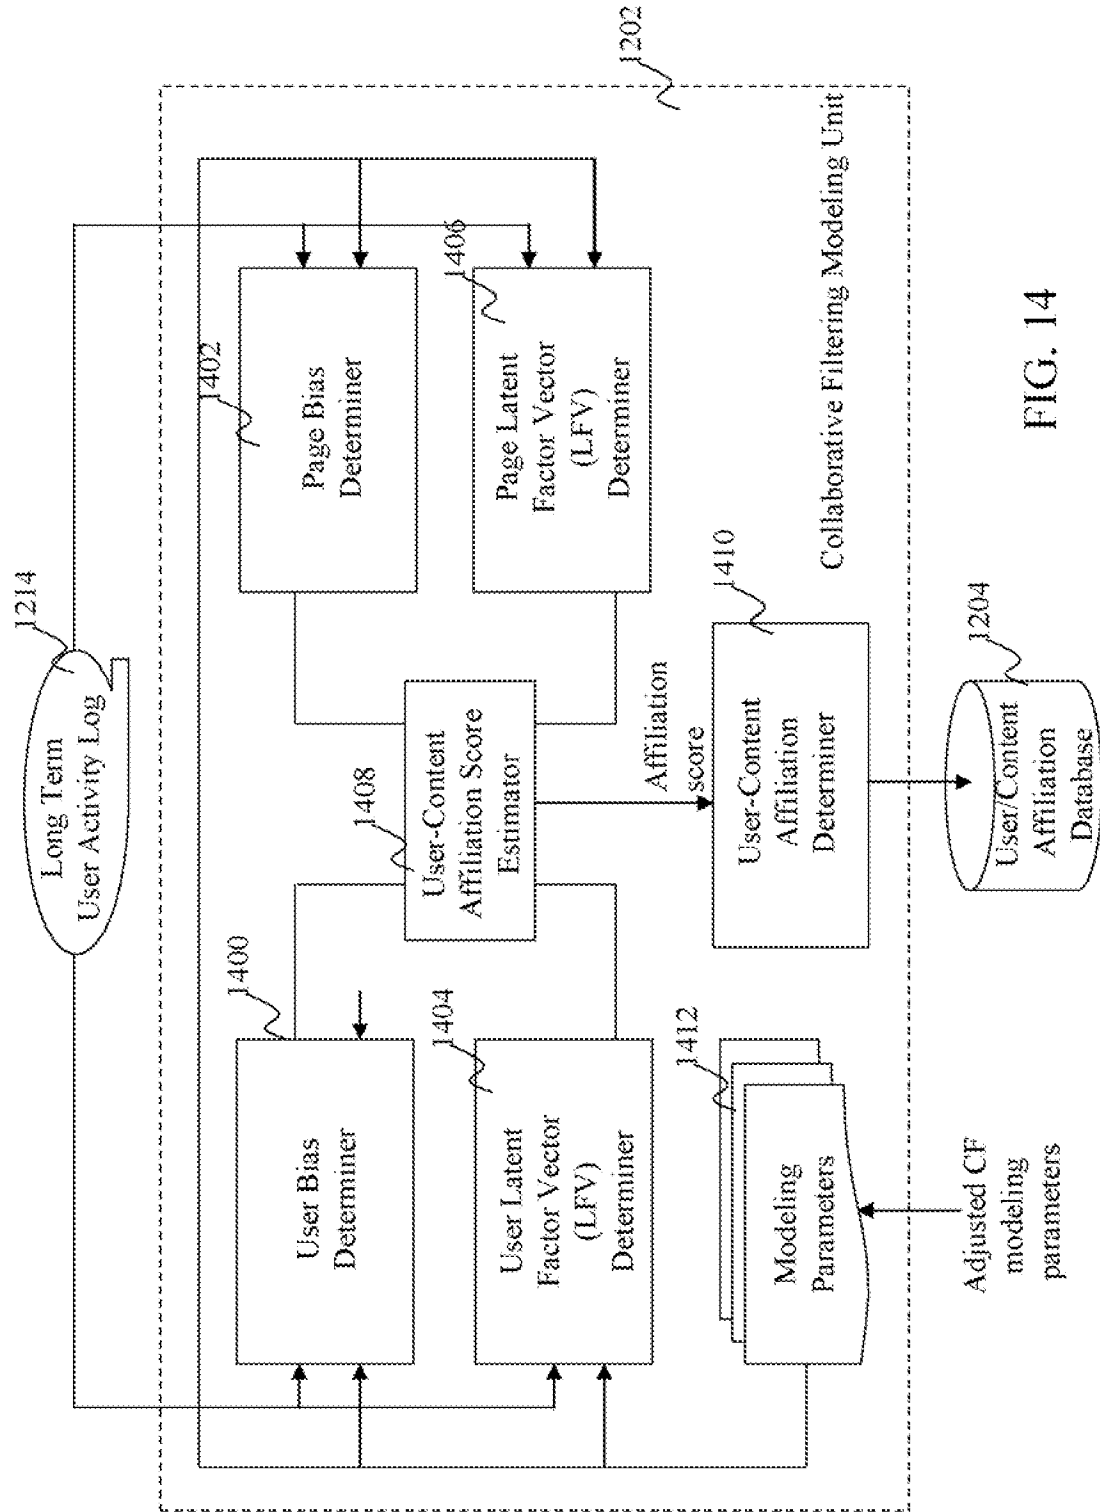 1214
Long Term
User Activity Log
1202
1400
User Bias
Determiner
1402
Page Bias
Determiner
1408
User-Content
Affiliation Score
Estimator
1404
User Latent
Factor Vector
(LFV)
Determiner
1406
Page Latent
Factor Vector
(LFV)
Determiner
Affiliation
score
1412
Modeling
Parameters
1410
User-Content
Affiliation
Determiner
Collaborative Filtering Modeling Unit
Adjusted CF
modeling
parameters
1204
User/Content
Affiliation
Database
FIG. 14